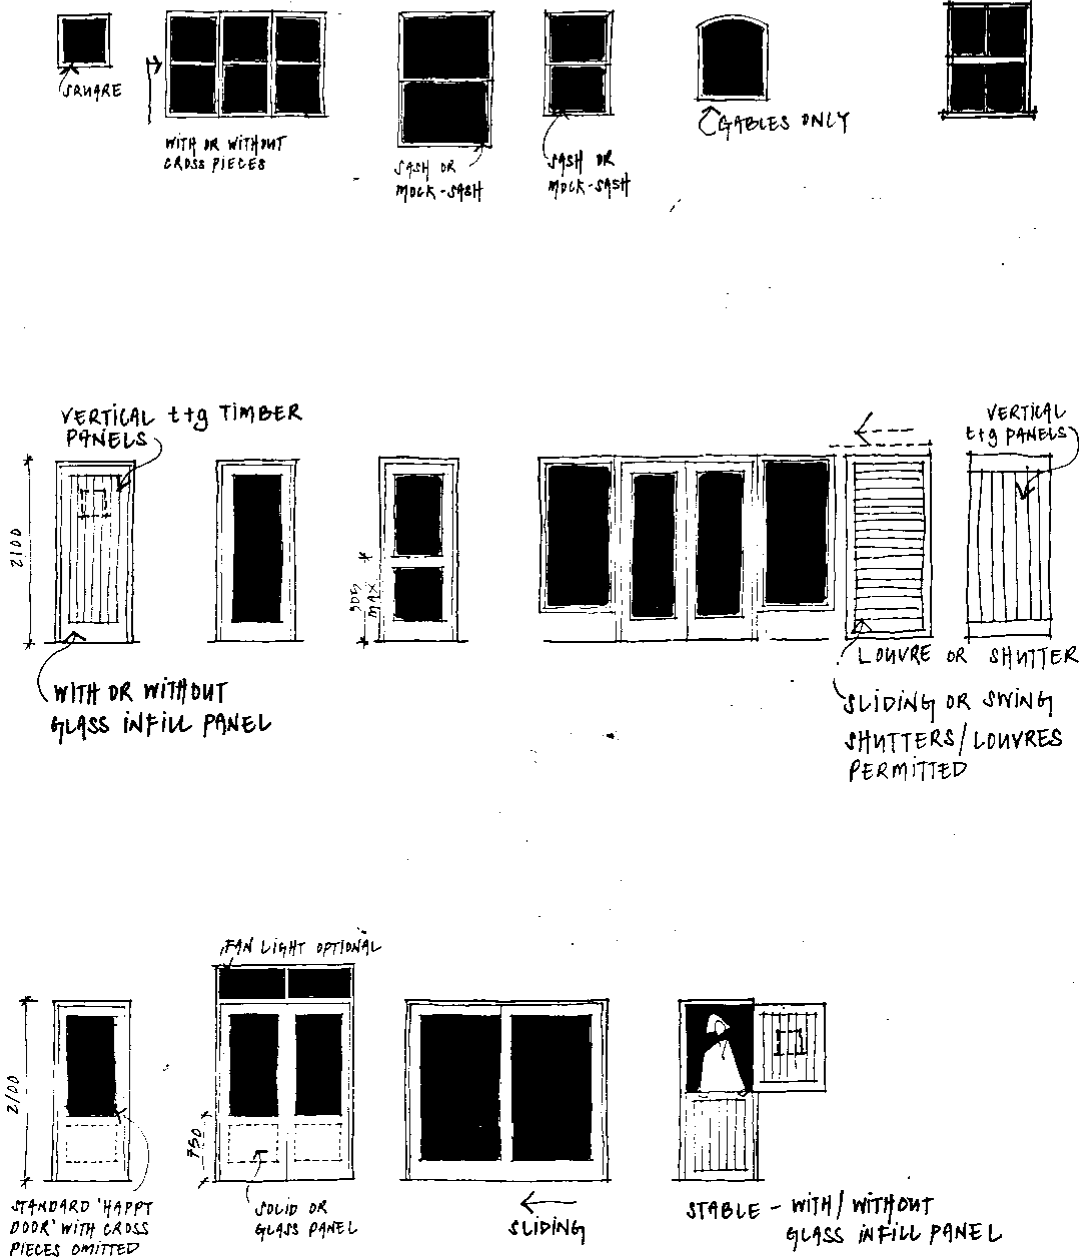 SQUARE
WITH OR WITHOUT
CROSS PIECES
SASH OR
MOCK-SASH
SASH OR
MOCK-SASH
GABLES ONLY
VERTICAL t+g TIMBER
PANELS
VERTICAL
t+g PANELS
2100
MAX
WITH OR WITHOUT
GLASS INFILL PANEL
LOUVRE OR SHUTTER
SLIDING OR SWING
SHUTTERS/LOUVRES
PERMITTED
FAN LIGHT OPTIONAL
2100
STANDARD 'HAPPY
DOOR' WITH CROSS
PIECES OMITTED
SOLID OR
GLASS PANEL
SLIDING
STABLE - WITH/WITHOUT
GLASS INFILL PANEL